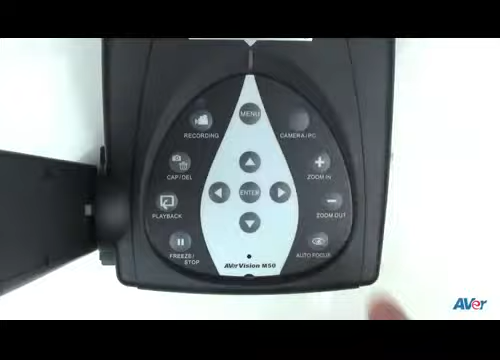 MENU
RECORDING
CAMERA/PC
CAP/DEL
ZOOM IN
ENTER
PLAYBACK
ZOOM OUT
FREEZE/
STOP
AUTO FOCUS
AVerVision M50
AVer